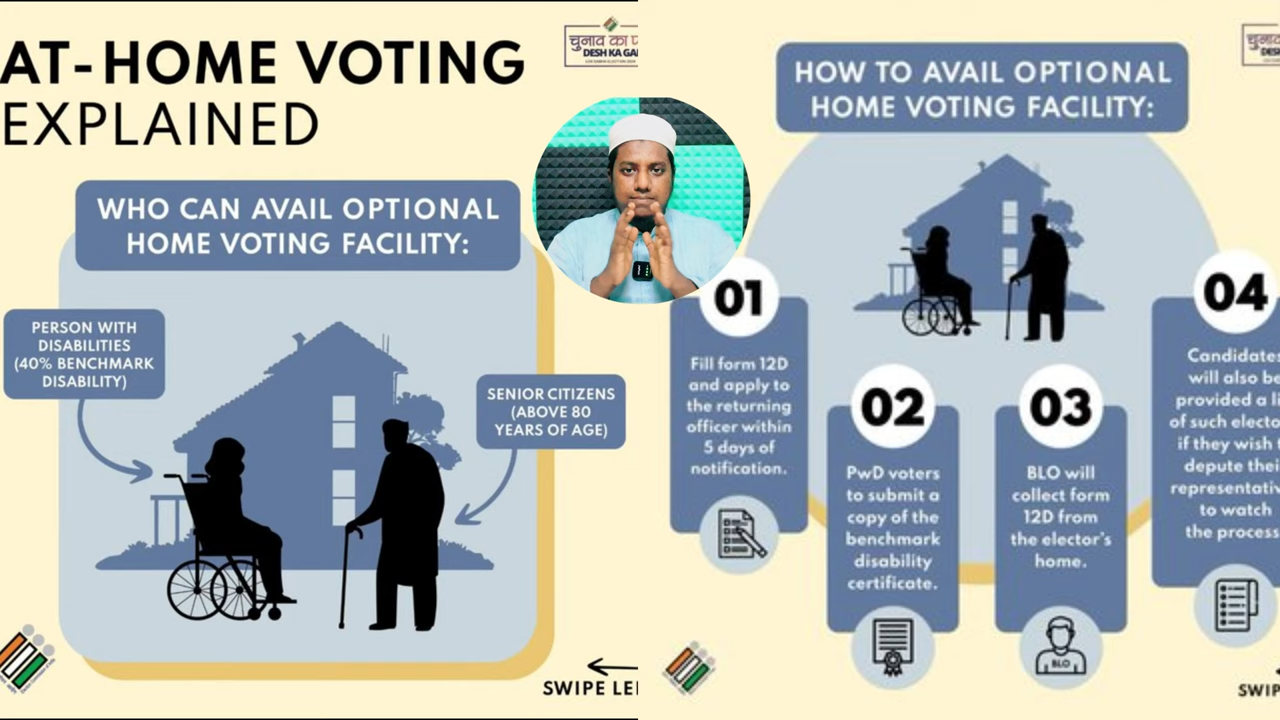 AT-HOME VOTING
EXPLAINED
चुनाव का
DESH KA
WHO CAN AVAIL OPTIONAL
HOME VOTING FACILITY:
PERSON WITH
DISABILITIES
(40% BENCHMARK
DISABILITY)
SENIOR CITIZENS
(ABOVE 80
YEARS OF AGE)
SWIPE
चुनाव
HOW TO AVAIL OPTIONAL
HOME VOTING FACILITY:
01
Fill form 12D
and apply to
the returning
officer within
5 days of
notification.
02
PwD voters
to submit a
copy of the
benchmark
disability
certificate.
03
BLO will
collect form
12D from
the elector's
home.
BLO
04
Candidates
will also be
provided a
of such
if they wish
depute
to watch
the process